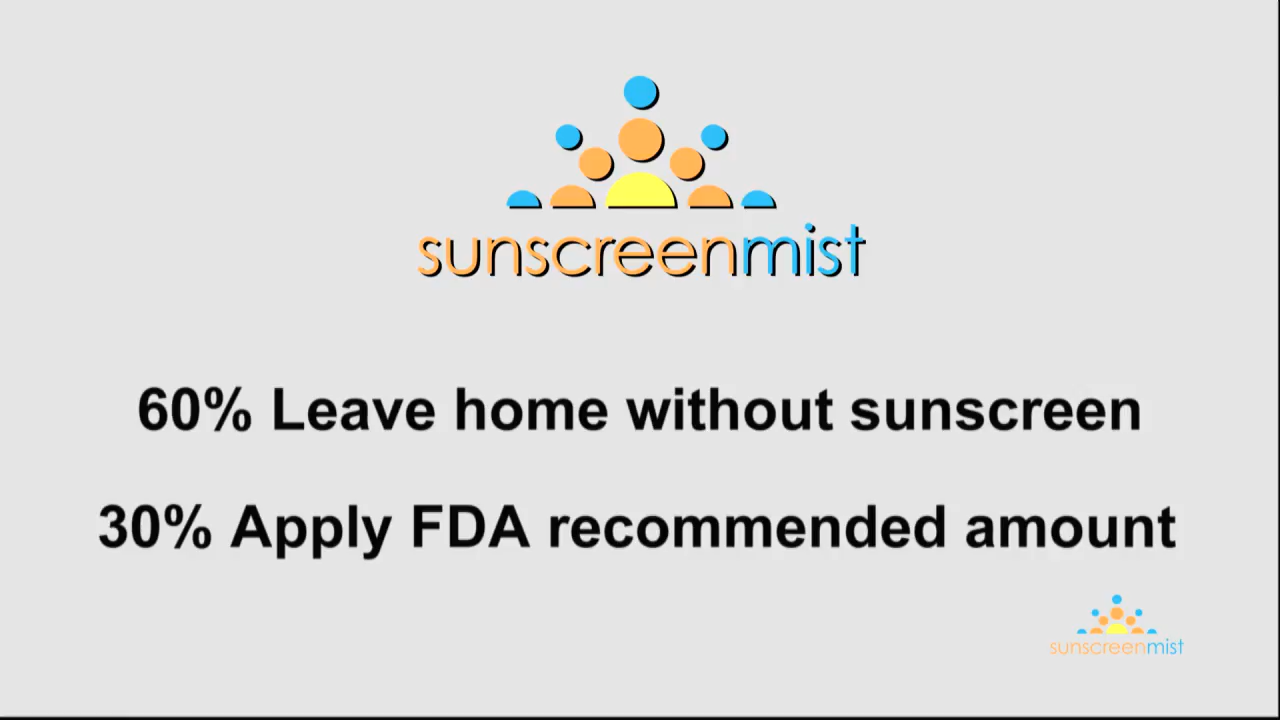 sunscreenmist
60% Leave home without sunscreen
30% Apply FDA recommended amount
sunscreenmist